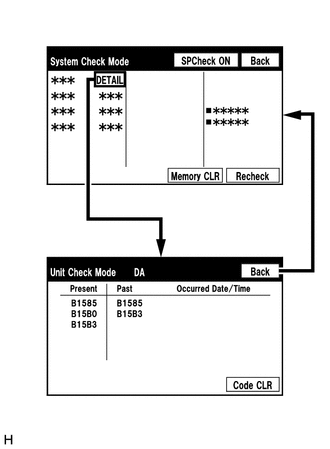 System Check Mode SPCheck ON Back
*** DETAIL
*** ***
*** *** ■*****
*** *** ■*****
Memory CLR Recheck
Unit Check Mode DA Back
Present Past Occurred Date/Time
B1585 B1585
B15B0 B15B3
B15B3
Code CLR
H